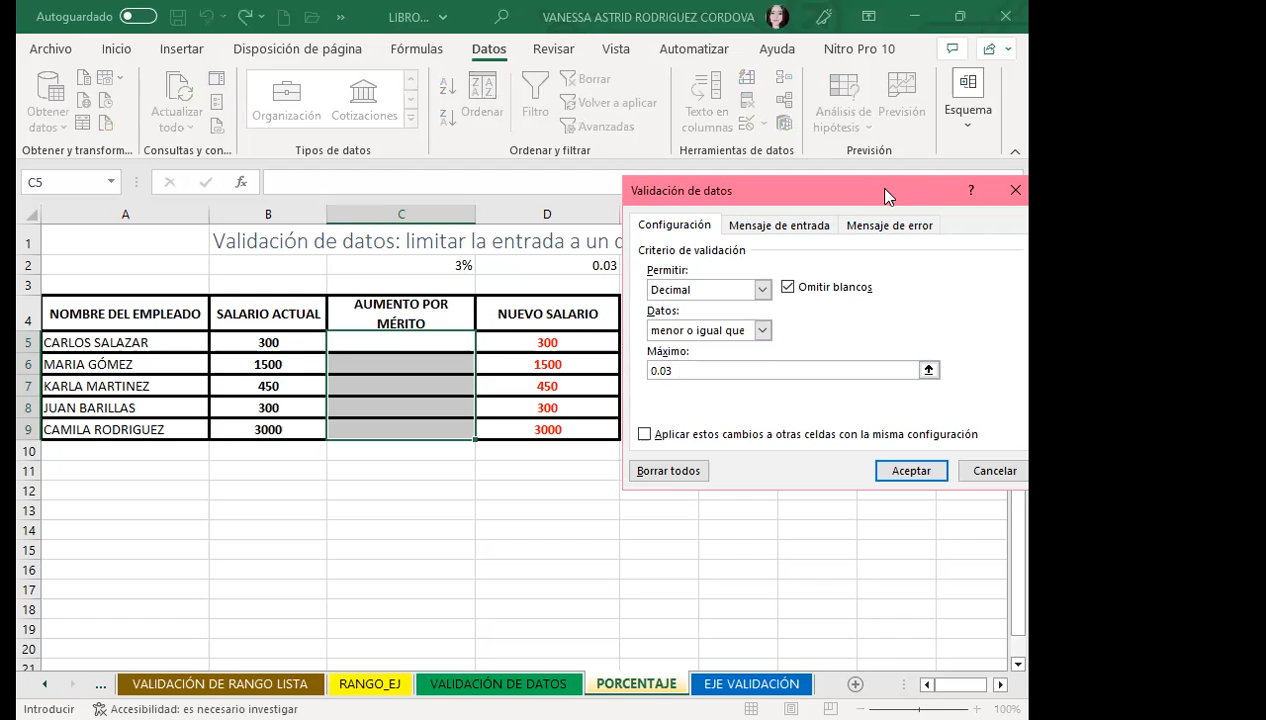 Autoguardado LIBRO... VANESSA ASTRID RODRIGUEZ CORDOVA
Archivo Inicio Insertar Disposición de página Fórmulas Datos Revisar Vista Automatizar Ayuda Nitro Pro 10
Obtener datos
Actualizar todo
Organización Cotizaciones
Ordenar
Filtro
Borrar
Volver a aplicar
Avanzadas
Texto en columnas
Análisis de hipótesis
Previsión
Esquema
Obtener y transform... Consultas y con... Tipos de datos Ordenar y filtrar Herramientas de datos Previsión
C5 fx
Validación de datos ?
A B C D
Configuración Mensaje de entrada Mensaje de error
1 Validación de datos: limitar la entrada a un d
Criterio de validación
2 3% 0.03
Permitir:
3
Decimal Omitir blancos
Datos:
4 NOMBRE DEL EMPLEADO SALARIO ACTUAL AUMENTO POR MÉRITO NUEVO SALARIO
menor o igual que
5 CARLOS SALAZAR 300 300
Máximo:
6 MARIA GÓMEZ 1500 1500
0.03
7 KARLA MARTINEZ 450 450
8 JUAN BARILLAS 300 300
9 CAMILA RODRIGUEZ 3000 3000
Aplicar estos cambios a otras celdas con la misma configuración
Borrar todos Aceptar Cancelar
10
11
12
13
14
15
16
17
18
19
20
21
... VALIDACIÓN DE RANGO LISTA RANGO_EJ VALIDACIÓN DE DATOS PORCENTAJE EJE VALIDACIÓN
Introducir Accesibilidad: es necesario investigar 100%